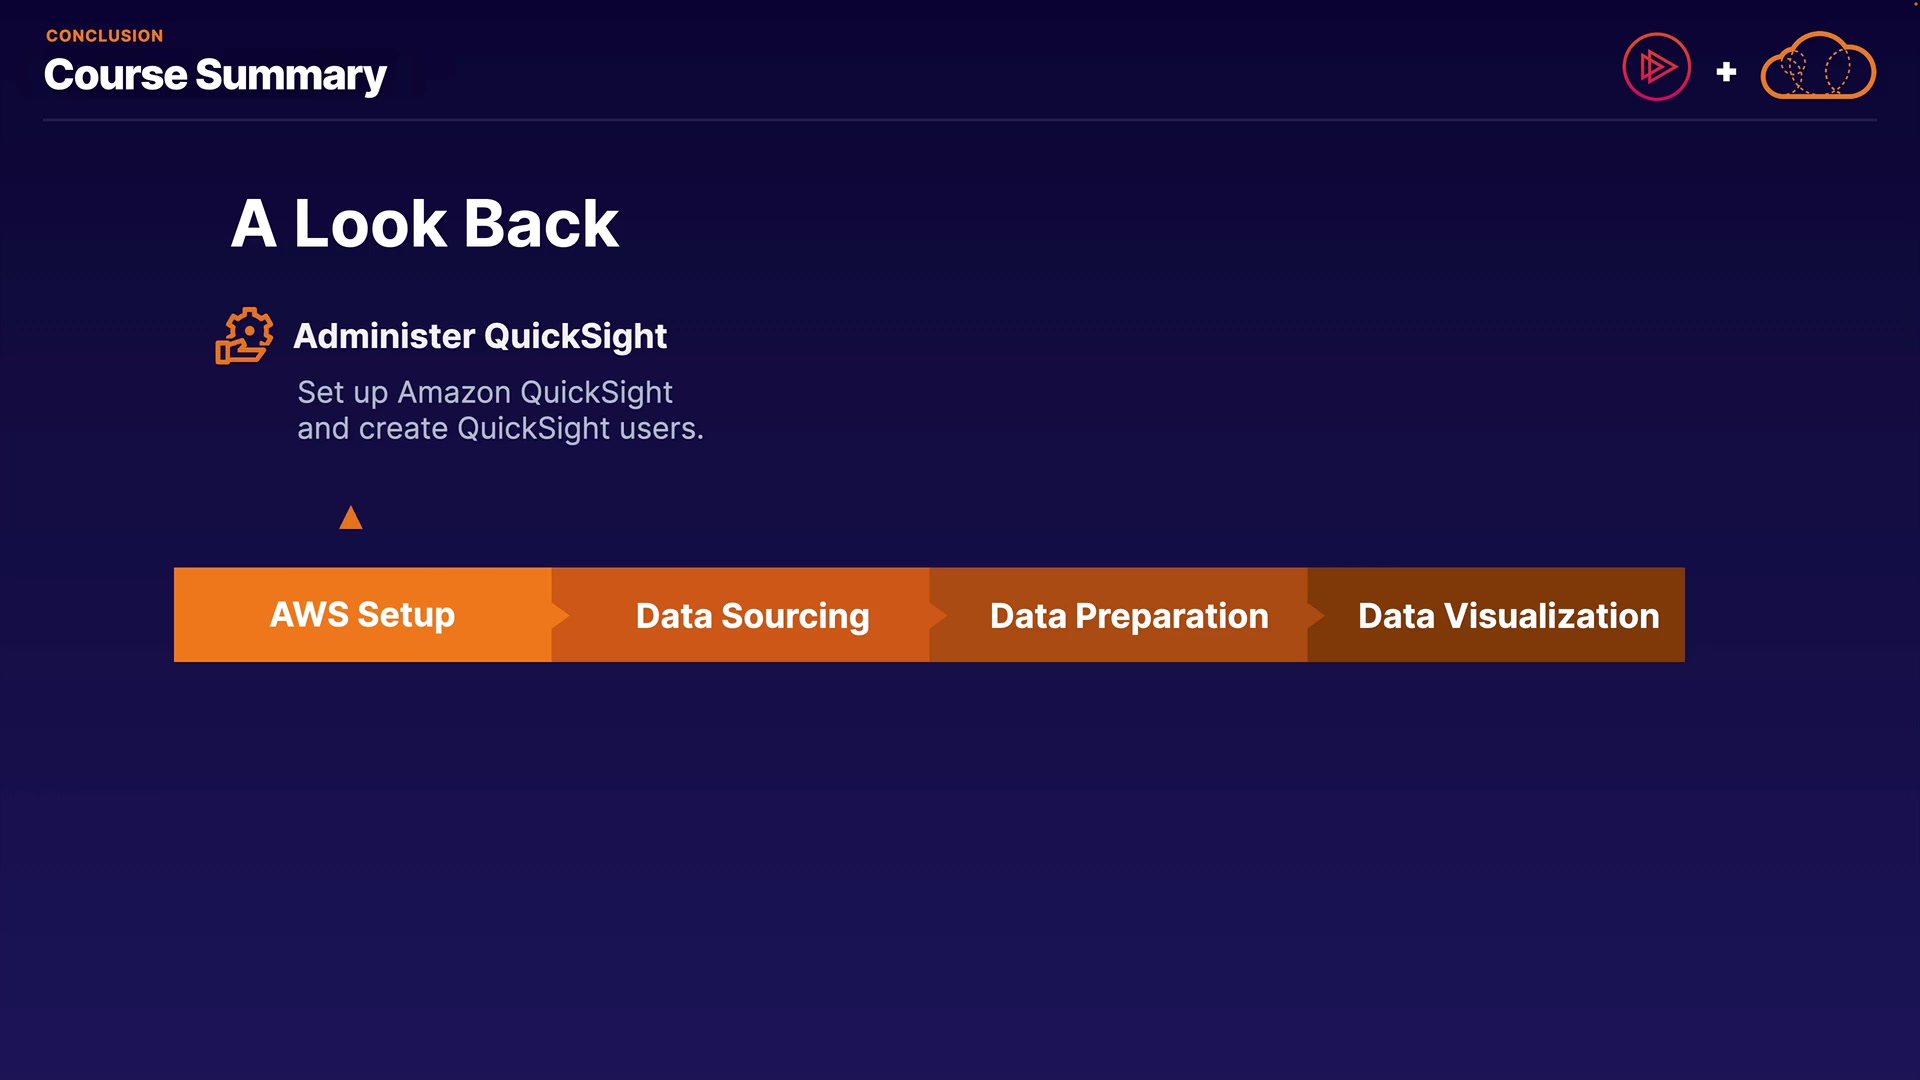 CONCLUSION
Course Summary
A Look Back
Administer QuickSight
Set up Amazon QuickSight
and create QuickSight users.
AWS Setup
Data Sourcing
Data Preparation
Data Visualization